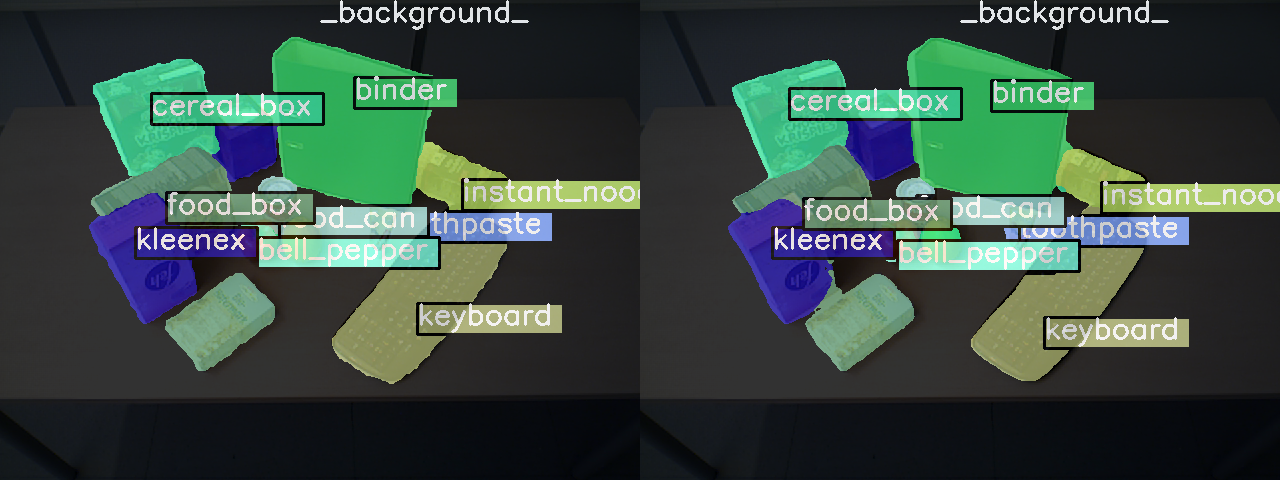 _background_
_background_
binder
binder
cereal_box
cereal_box
instant_nood
instant_nood
food_box
food_box
od_can
od_can
thpaste
toothpaste
kleenex
kleenex
bell_pepper
bell_pepper
keyboard
keyboard